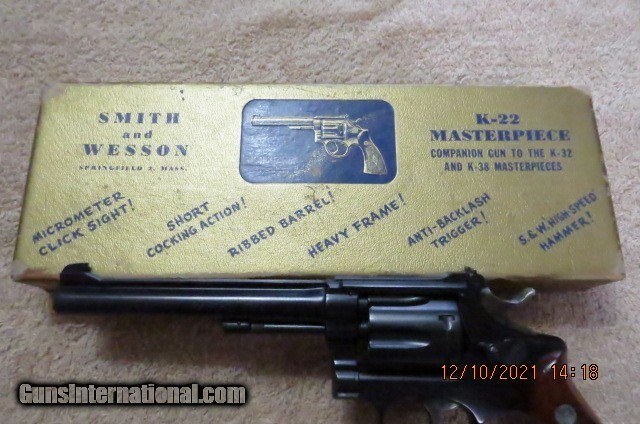 SMITH
and
WESSON
SPRINGFIELD 2, MASS.
K-22
MASTERPIECE
COMPANION GUN TO THE K-32
AND K-38 MASTERPIECES
MICROMETER
CLICK SIGHT!
SHORT
COCKING ACTION!
RIBBED BARREL!
HEAVY FRAME!
ANTI-BACKLASH
TRIGGER!
S.& W. HIGH-SPEED
HAMMER!
12/10/2021 14:18
GunsInternational.com